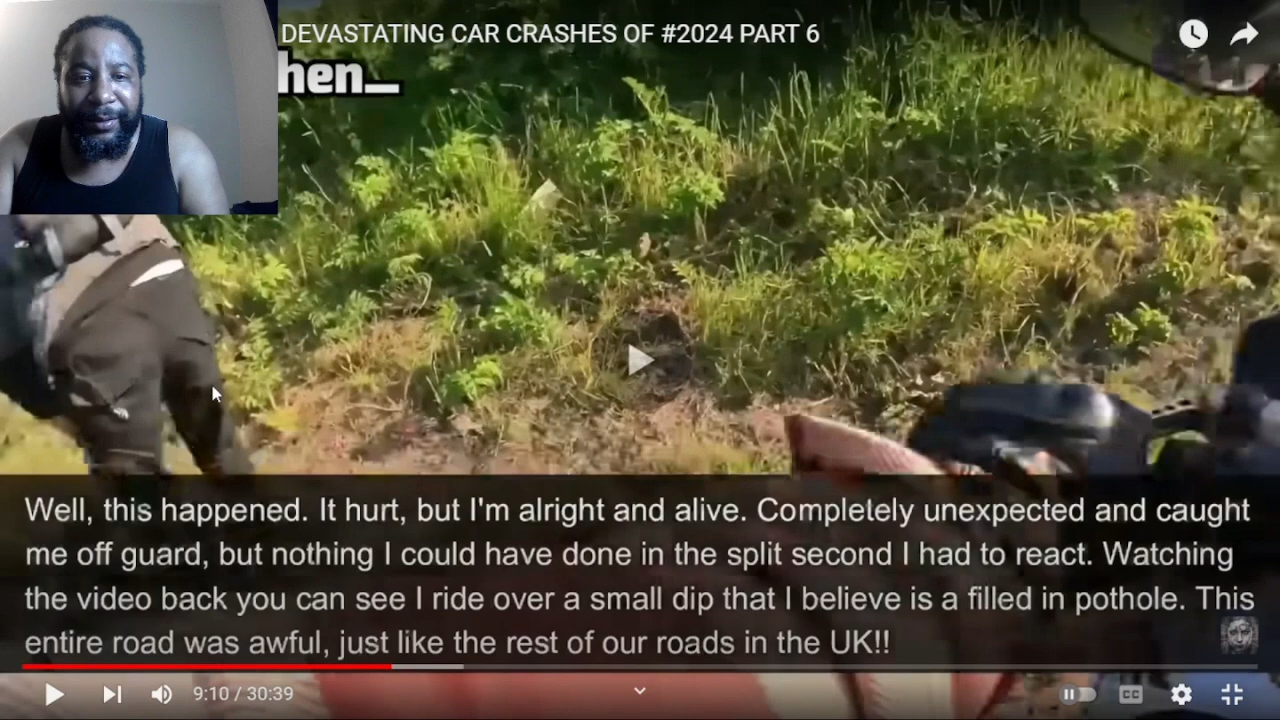 DEVASTATING CAR CRASHES OF #2024 PART 6
hen_
Well, this happened. It hurt, but I'm alright and alive. Completely unexpected and caught
me off guard, but nothing I could have done in the split second I had to react. Watching
the video back you can see I ride over a small dip that I believe is a filled in pothole. This
entire road was awful, just like the rest of our roads in the UK!!
9:10 / 30:39
CC